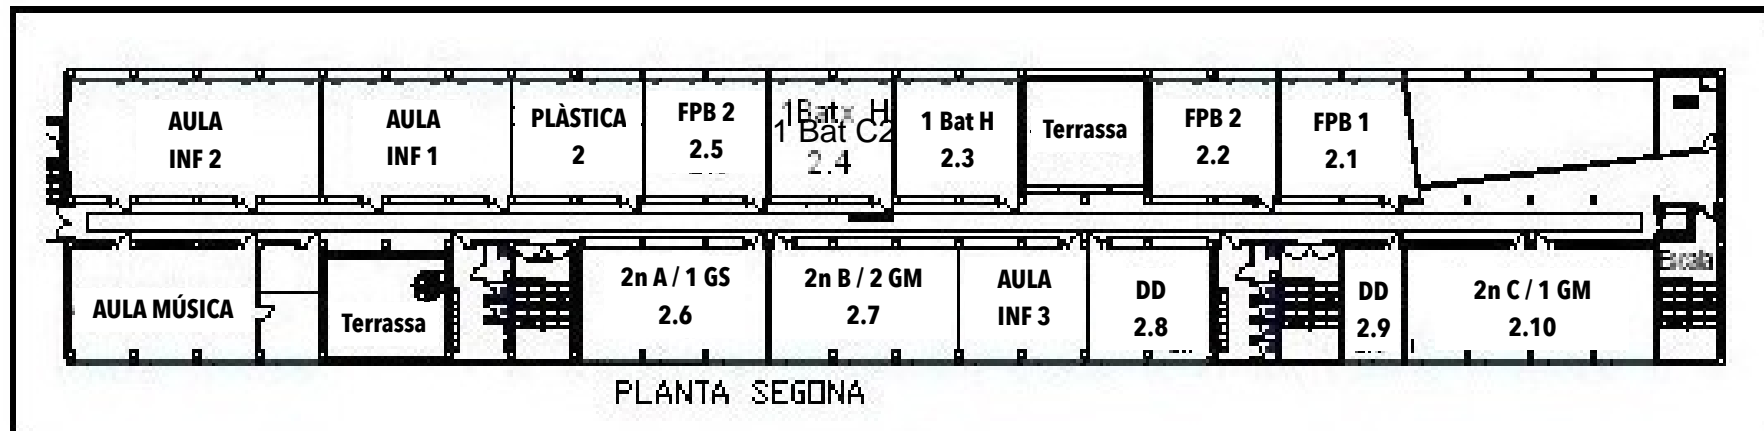 AULA
INF 2
AULA
INF 1
PLÀSTICA
2
FPB 2
2.5
1Batx H
1 Bat C2
2.4
1 Bat H
2.3
Terrassa
FPB 2
2.2
FPB 1
2.1
AULA MÚSICA
Terrassa
2n A / 1 GS
2.6
2n B / 2 GM
2.7
AULA
INF 3
DD
2.8
DD
2.9
2n C / 1 GM
2.10
Escala
PLANTA SEGONA